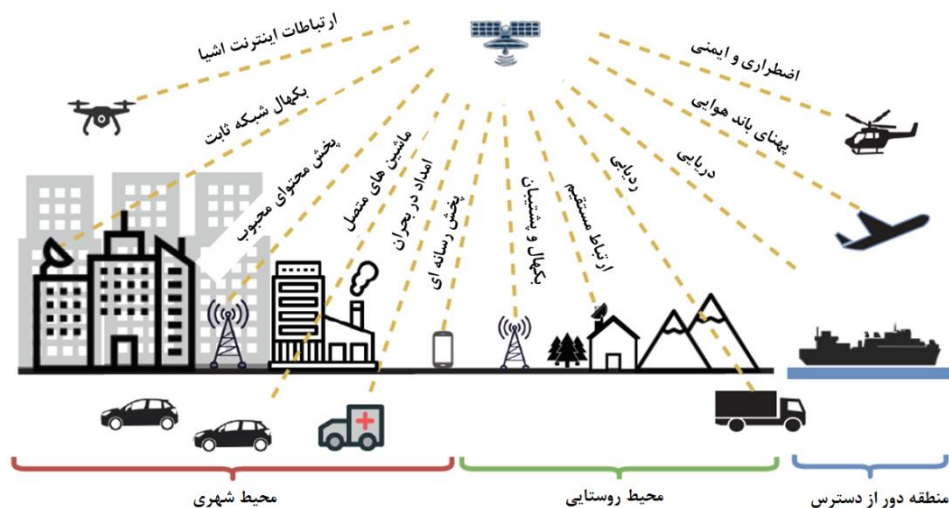 اضطراری و ایمنی
پهنای باند هوایی
دریایی
ردیابی
ارتباط مستقیم
بکهال و پشتیبان
پخش رسانه ای
امداد در بحران
ماشین های متصل
پخش محتوای محبوب
بکهال شبکه ثابت
ارتباطات اینترنت اشیا
منطقه دور از دسترس
محیط روستایی
محیط شهری